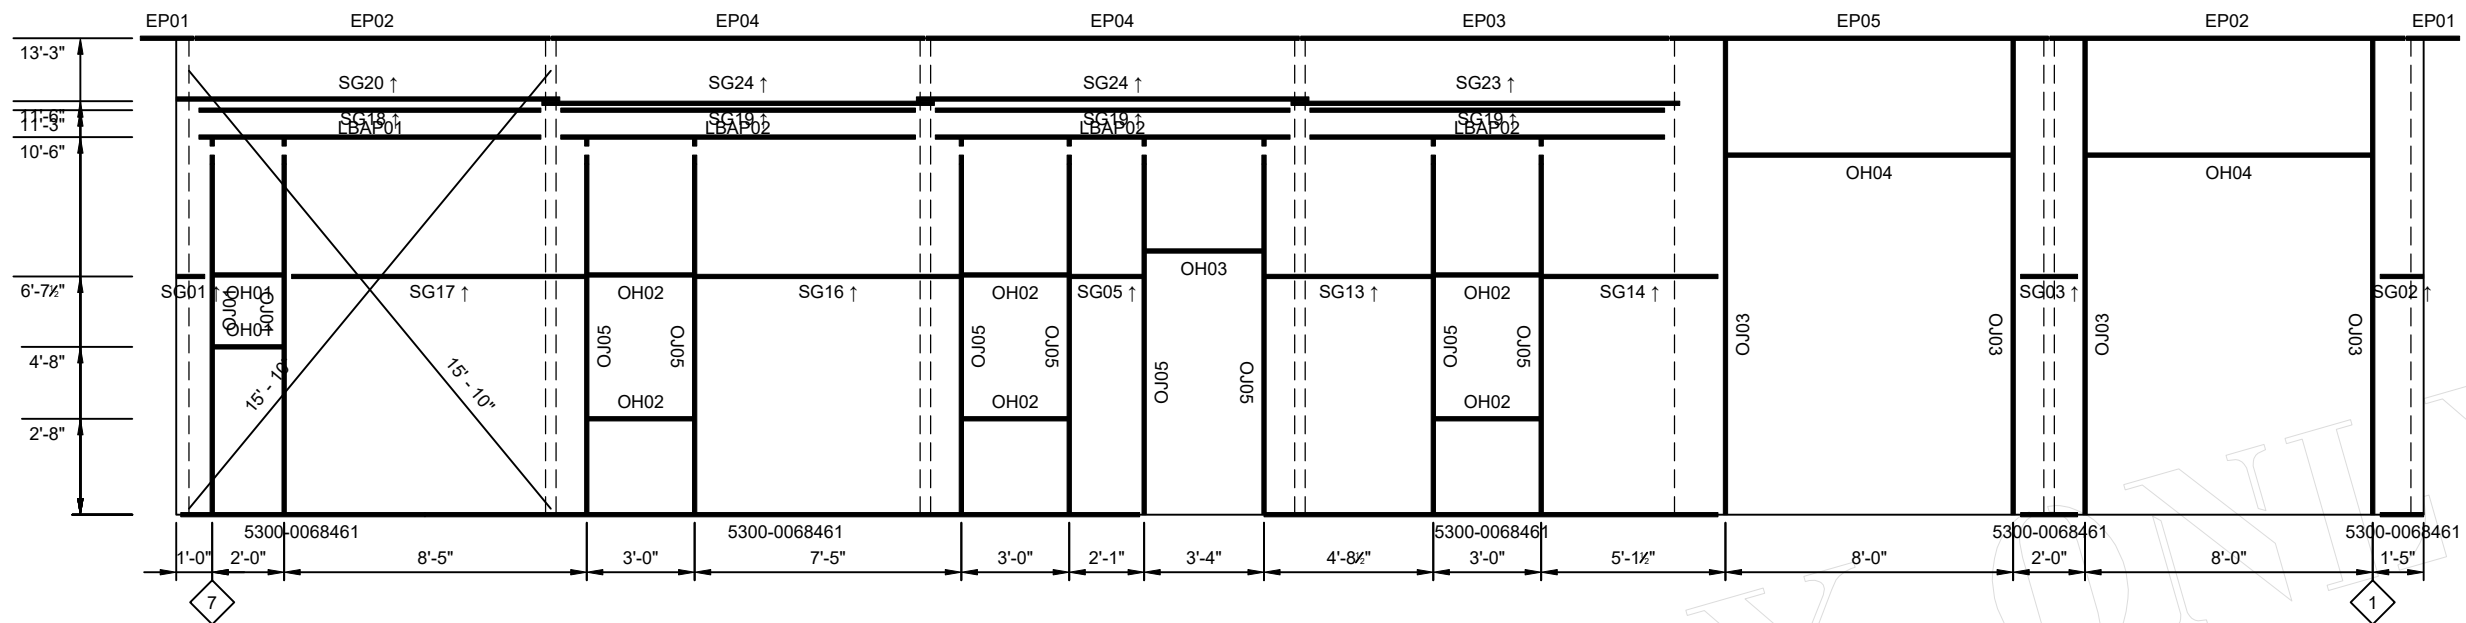 EP01 EP02 EP04 EP04 EP03 EP05 EP02 EP01
13'-3"
SG20 ↑ SG24 ↑ SG24 ↑ SG23 ↑
11'-6"
SG18 ↑ SG19 ↑ SG19 ↑ SG19 ↑
11'-3"
LBAP01 LBAP02 LBAP02 LBAP02
10'-6"
OH04 OH04
OH03
6'-7½" SG01 ↑ OH01 SG17 ↑ OH02 SG16 ↑ OH02 SG05 ↑ SG13 ↑ OH02 SG14 ↑ SG03 ↑ SG02 ↑
OJ01 OJ01
OH01
OJ05 OJ05 OJ05 OJ05 OJ05 OJ05 OJ03 OJ03 OJ03 OJ03
4'-8"
15' - 10" 15' - 10" OJ05 OJ05
OH02 OH02 OH02
2'-8"
5300-0068461 5300-0068461 5300-0068461 5300-0068461 5300-0068461
1'-0" 2'-0" 8'-5" 3'-0" 7'-5" 3'-0" 2'-1" 3'-4" 4'-8½" 3'-0" 5'-1½" 8'-0" 2'-0" 8'-0" 1'-5"
7 1